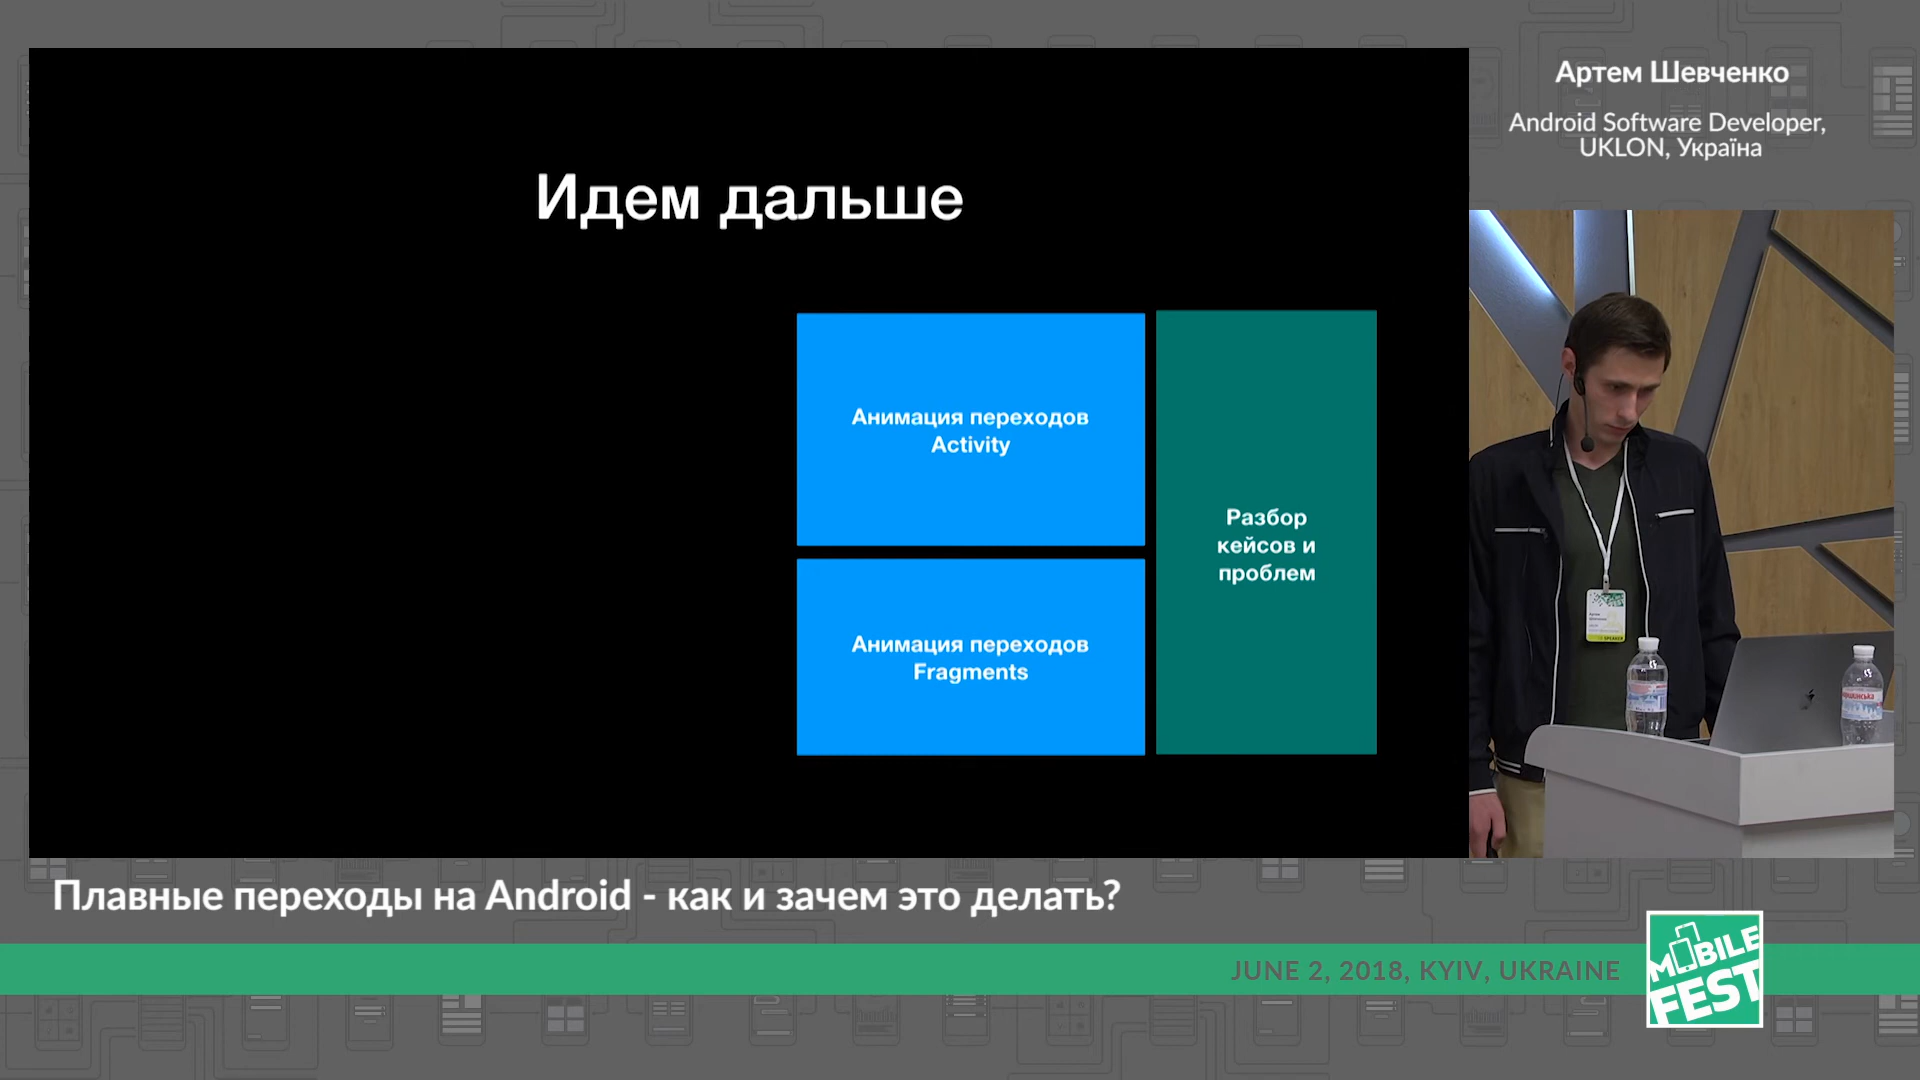 Артем Шевченко
Android Software Developer,
UKLON, Україна
Идем дальше
Анимация переходов
Activity
Разбор
кейсов и
проблем
Анимация переходов
Fragments
SPEAKER
Плавные переходы на Android - как и зачем это делать?
JUNE 2, 2018, KYIV, UKRAINE
MOBILE
FEST